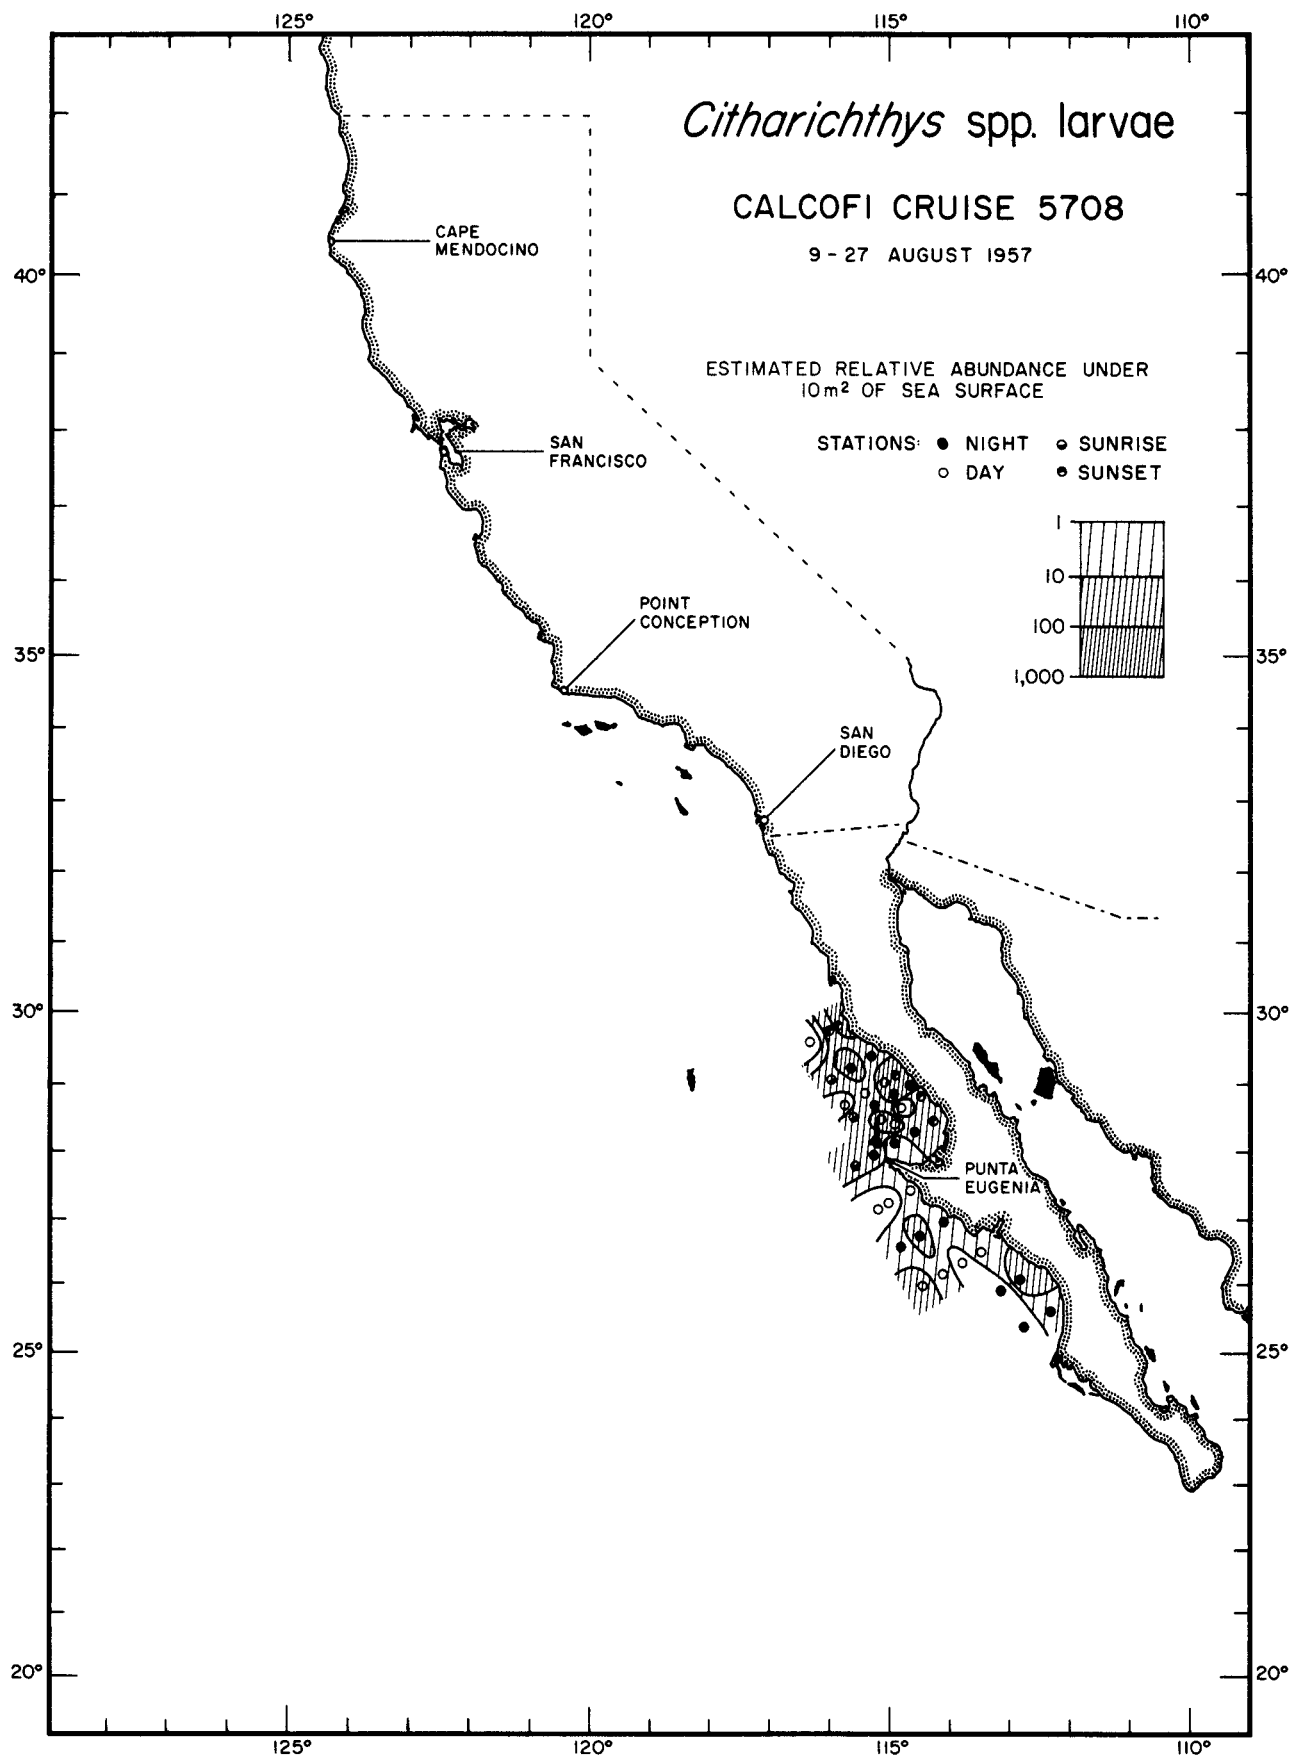 125° 120° 115° 110°
Citharichthys spp. larvae
CALCOFI CRUISE 5708
9 - 27 AUGUST 1957
CAPE
MENDOCINO
40° 40°
ESTIMATED RELATIVE ABUNDANCE UNDER
10m² OF SEA SURFACE
STATIONS: NIGHT SUNRISE
DAY SUNSET
SAN
FRANCISCO
1
10
100
1,000
POINT
CONCEPTION
35° 35°
SAN
DIEGO
30° 30°
PUNTA
EUGENIA
25° 25°
20° 20°
125° 120° 115° 110°